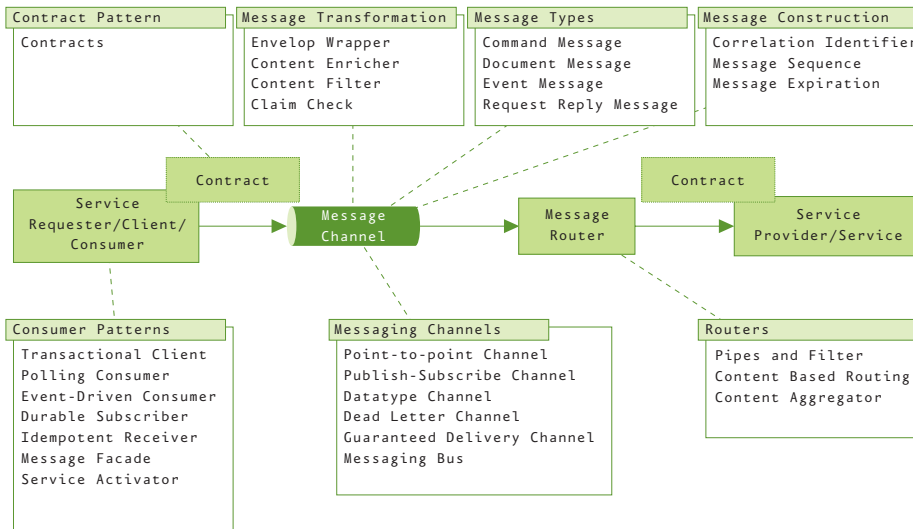 Contract Pattern
Contracts
Message Transformation
Envelop Wrapper
Content Enricher
Content Filter
Claim Check
Message Types
Command Message
Document Message
Event Message
Request Reply Message
Message Construction
Correlation Identifier
Message Sequence
Message Expiration
Service
Requester/Client/
Consumer
Contract
Message
Channel
Message
Router
Contract
Service
Provider/Service
Consumer Patterns
Transactional Client
Polling Consumer
Event-Driven Consumer
Durable Subscriber
Idempotent Receiver
Message Facade
Service Activator
Messaging Channels
Point-to-point Channel
Publish-Subscribe Channel
Datatype Channel
Dead Letter Channel
Guaranteed Delivery Channel
Messaging Bus
Routers
Pipes and Filter
Content Based Routing
Content Aggregator